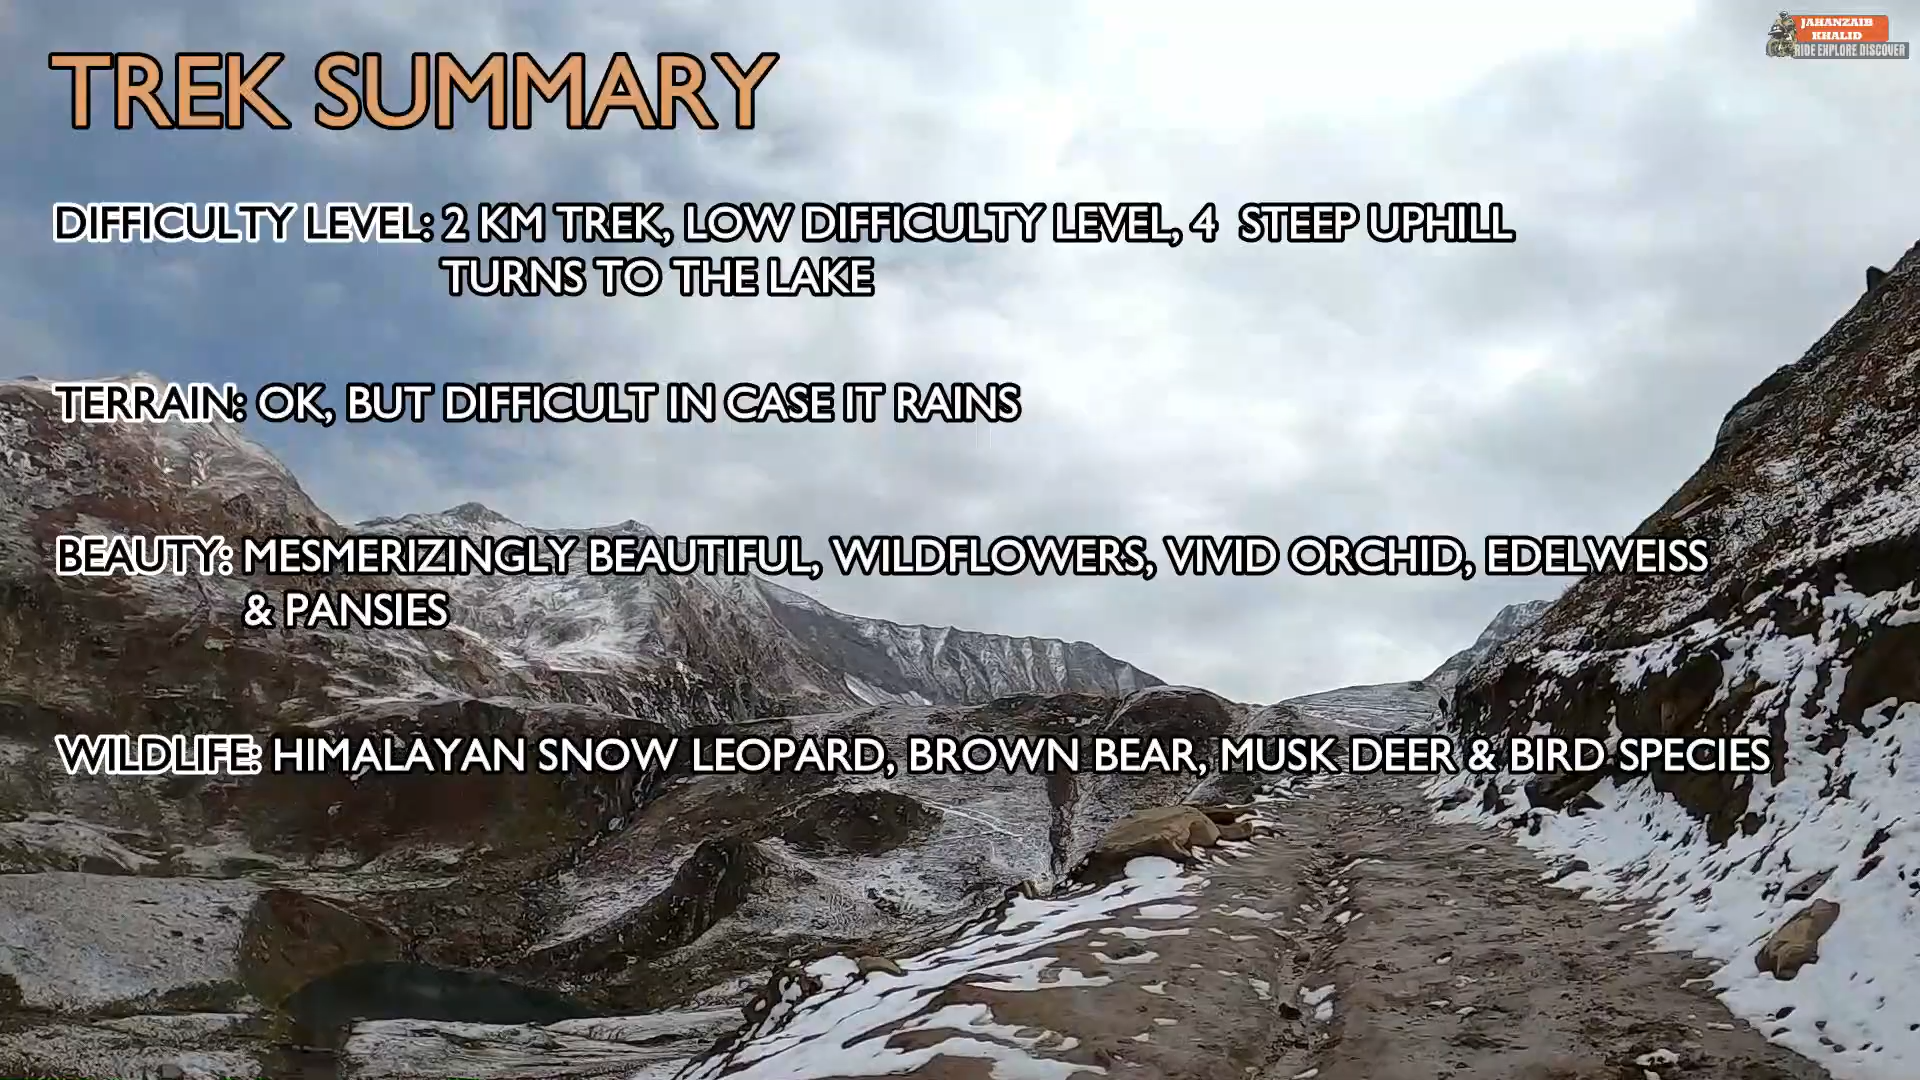 JAHANZAIB
KHALID
RIDE EXPLORE DISCOVER
TREK SUMMARY
DIFFICULTY LEVEL: 2 KM TREK, LOW DIFFICULTY LEVEL, 4 STEEP UPHILL
TURNS TO THE LAKE
TERRAIN: OK, BUT DIFFICULT IN CASE IT RAINS
BEAUTY: MESMERIZINGLY BEAUTIFUL, WILDFLOWERS, VIVID ORCHID, EDELWEISS
& PANSIES
WILDLIFE: HIMALAYAN SNOW LEOPARD, BROWN BEAR, MUSK DEER & BIRD SPECIES